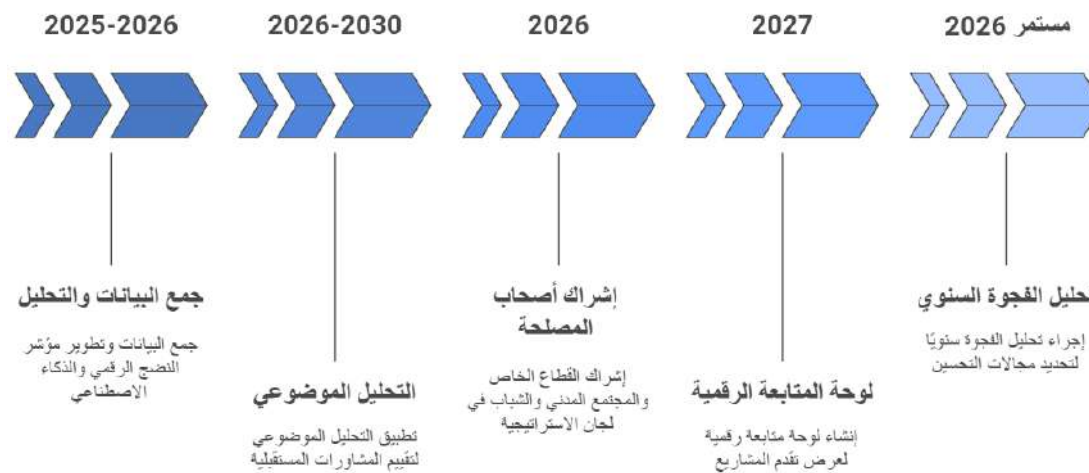 2025-2026
2026-2030
2026
2027
مستمر 2026
جمع البيانات والتحليل
جمع البيانات وتطوير مؤشر
النضج الرقمي والذكاء
الاصطناعي
التحليل الموضوعي
تطبيق التحليل الموضوعي
لتقييم المشاورات المستقبلية
إشراك أصحاب
المصلحة
إشراك القطاع الخاص
والمجتمع المدني والشباب في
لجان الاستراتيجية
لوحة المتابعة الرقمية
إنشاء لوحة متابعة رقمية
لعرض تقدم المشاريع
حليل الفجوة السنوي
إجراء تحليل الفجوة سنويًا
لتحديد مجالات التحسين